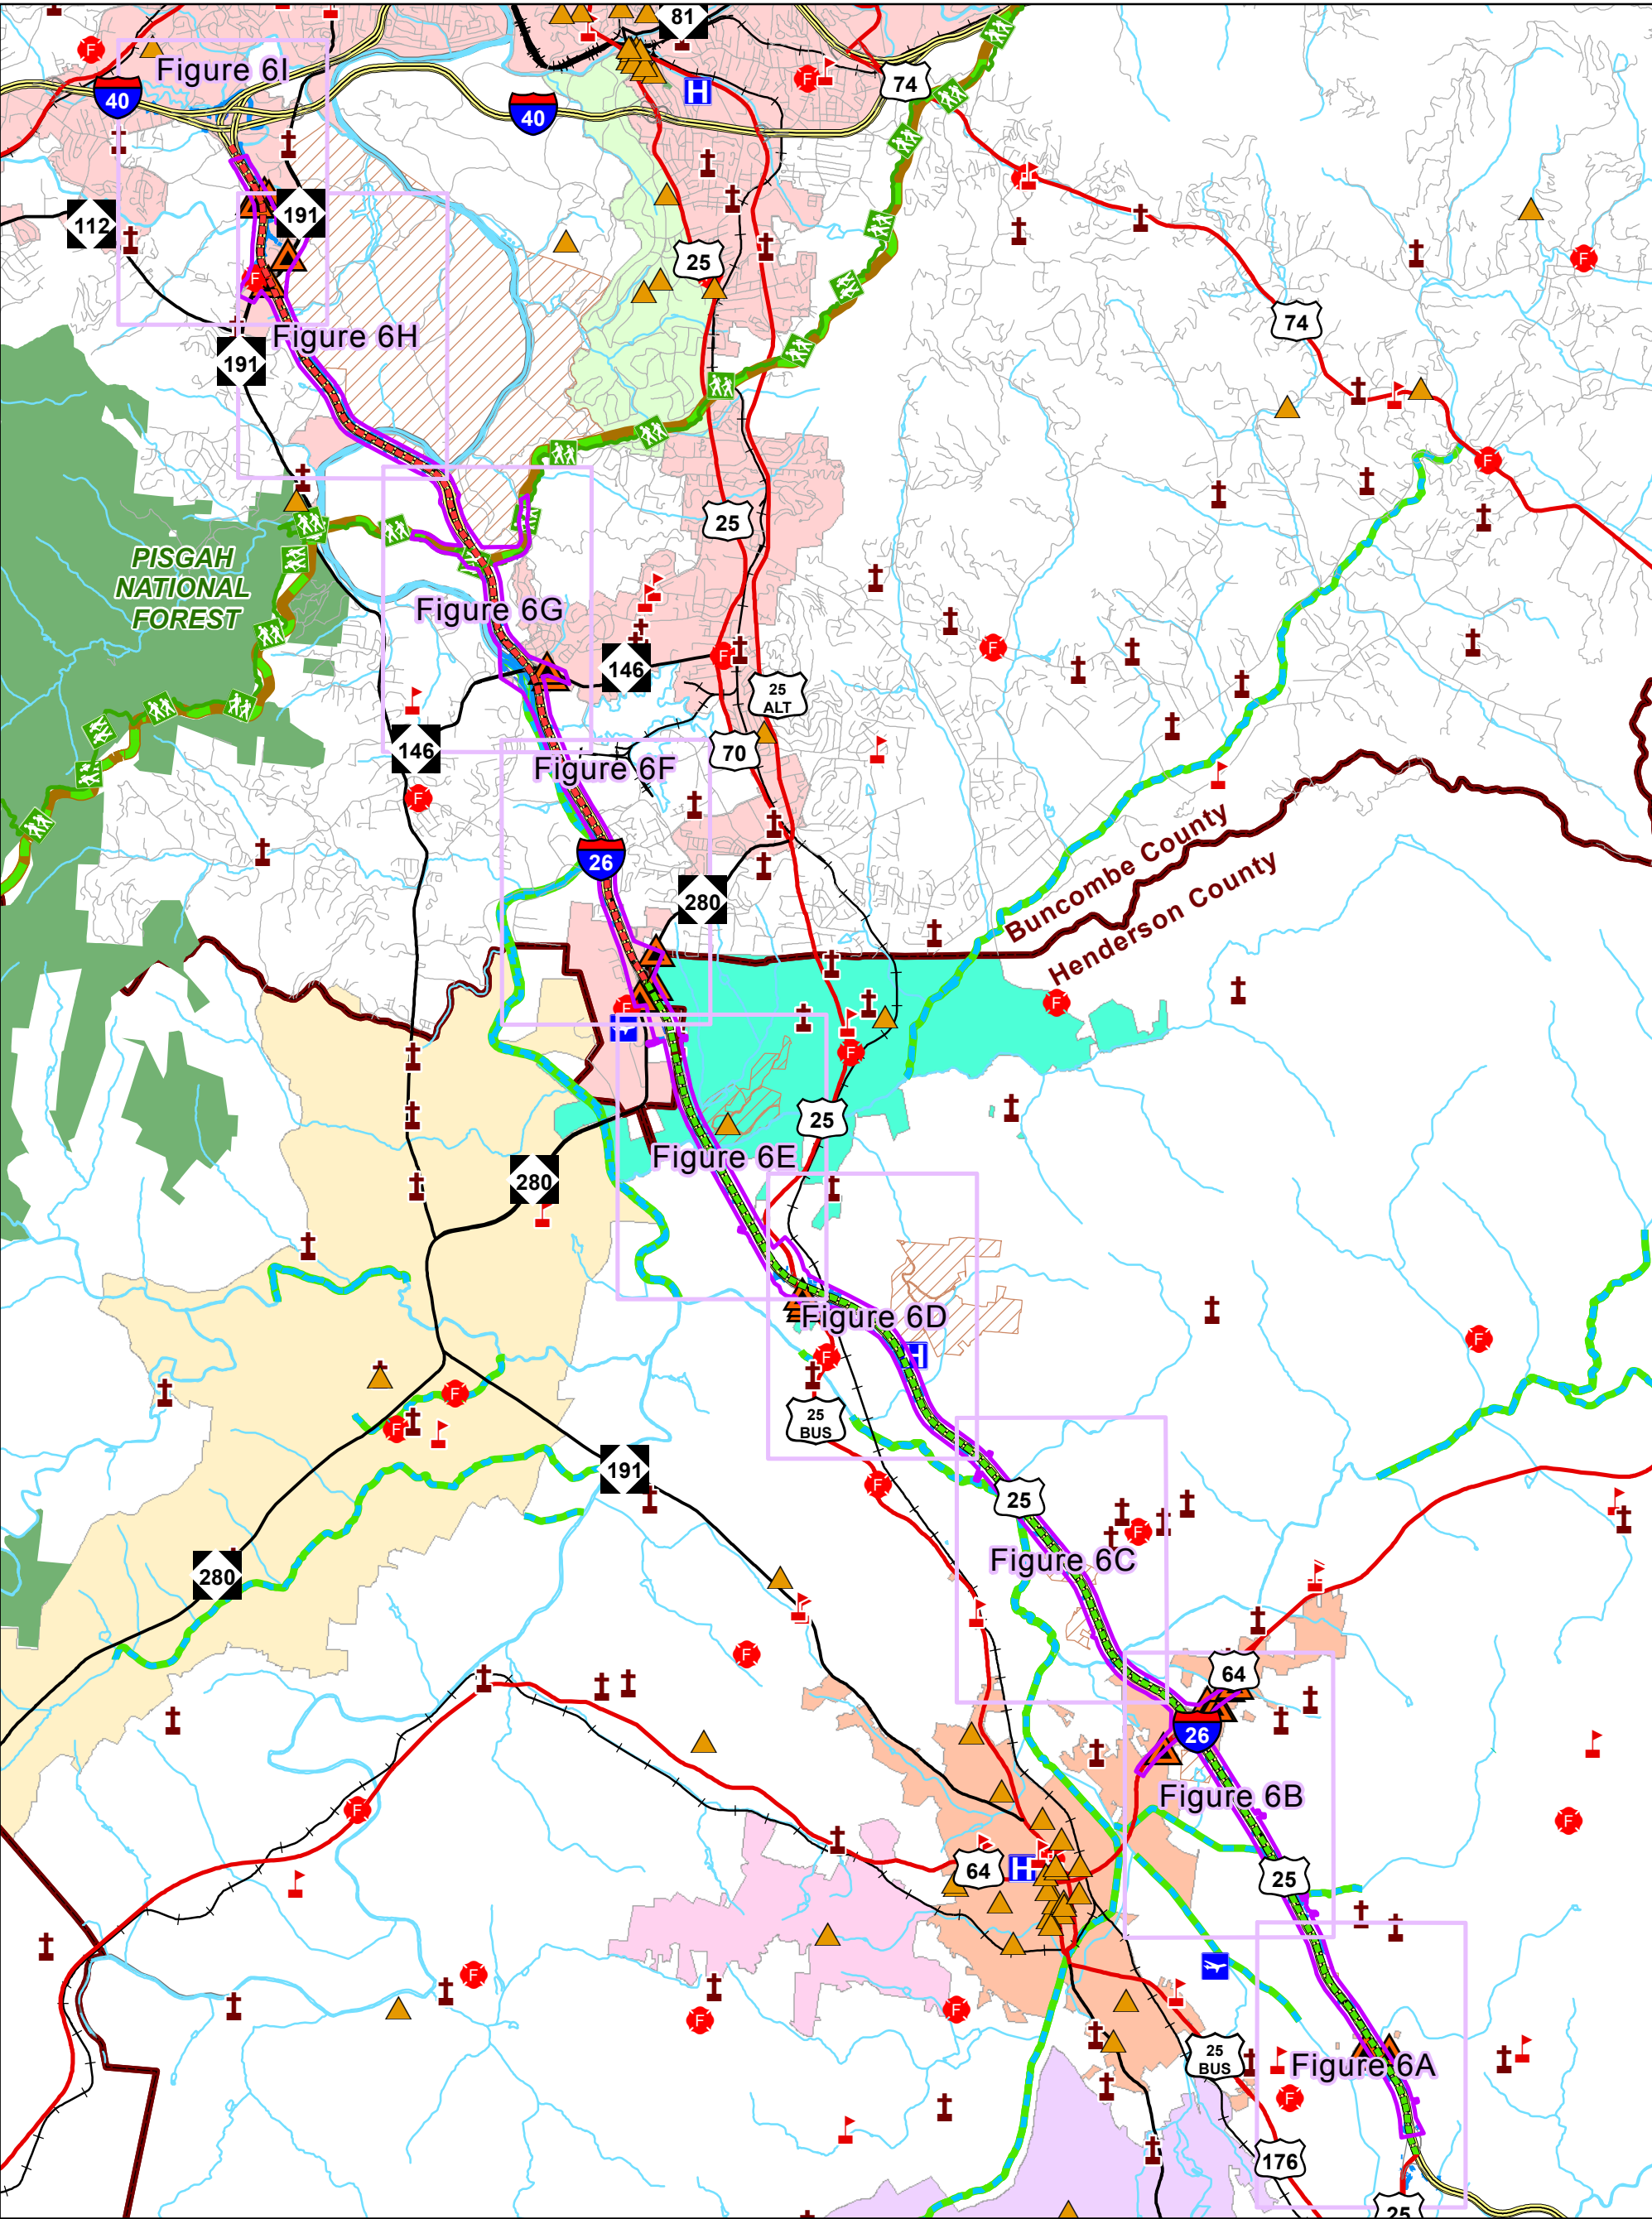 81
Figure 6I
74
40
H
40
F
F
191
112
25
F
F
74
Figure 6H
191
F
25
PISGAH
NATIONAL
FOREST
Figure 6G
F
146
F
25
ALT
146
70
Figure 6F
F
Buncombe County
26
Henderson County
280
F
F
F
25
Figure 6E
280
Figure 6D
F
F
H
F
25
BUS
F
191
F
25
F
Figure 6C
280
F
64
26
Figure 6B
F
F
64
H
25
F
F
F
25
BUS
Figure 6A
F
176
25